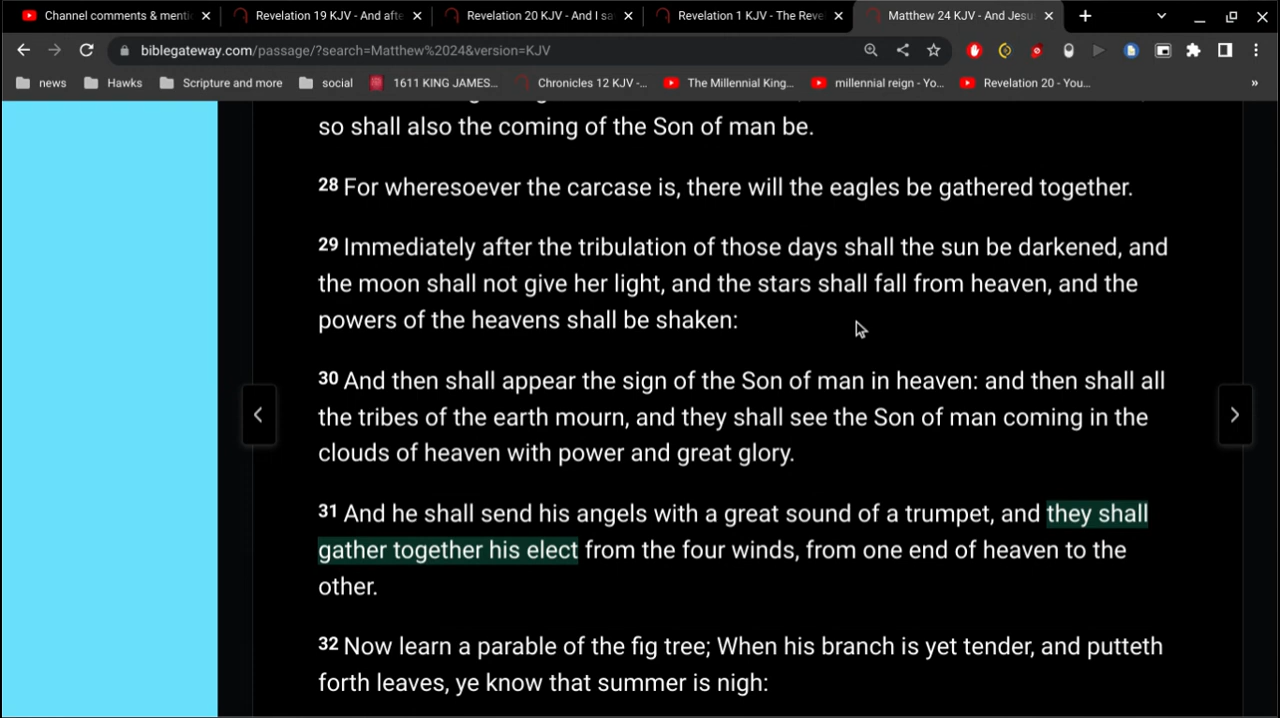 Channel comments & menti
Revelation 19 KJV - And afte
Revelation 20 KJV - And I sa
Revelation 1 KJV - The Reve
Matthew 24 KJV - And Jesu
biblegateway.com/passage/?search=Matthew%2024&version=KJV
news
Hawks
Scripture and more
social
1611 KING JAMES...
Chronicles 12 KJV -...
The Millennial King...
millennial reign - Yo...
Revelation 20 - You...
»
so shall also the coming of the Son of man be.
28 For wheresoever the carcase is, there will the eagles be gathered together.
29 Immediately after the tribulation of those days shall the sun be darkened, and
the moon shall not give her light, and the stars shall fall from heaven, and the
powers of the heavens shall be shaken:
30 And then shall appear the sign of the Son of man in heaven: and then shall all
the tribes of the earth mourn, and they shall see the Son of man coming in the
clouds of heaven with power and great glory.
31 And he shall send his angels with a great sound of a trumpet, and they shall
gather together his elect from the four winds, from one end of heaven to the
other.
32 Now learn a parable of the fig tree; When his branch is yet tender, and putteth
forth leaves, ye know that summer is nigh: